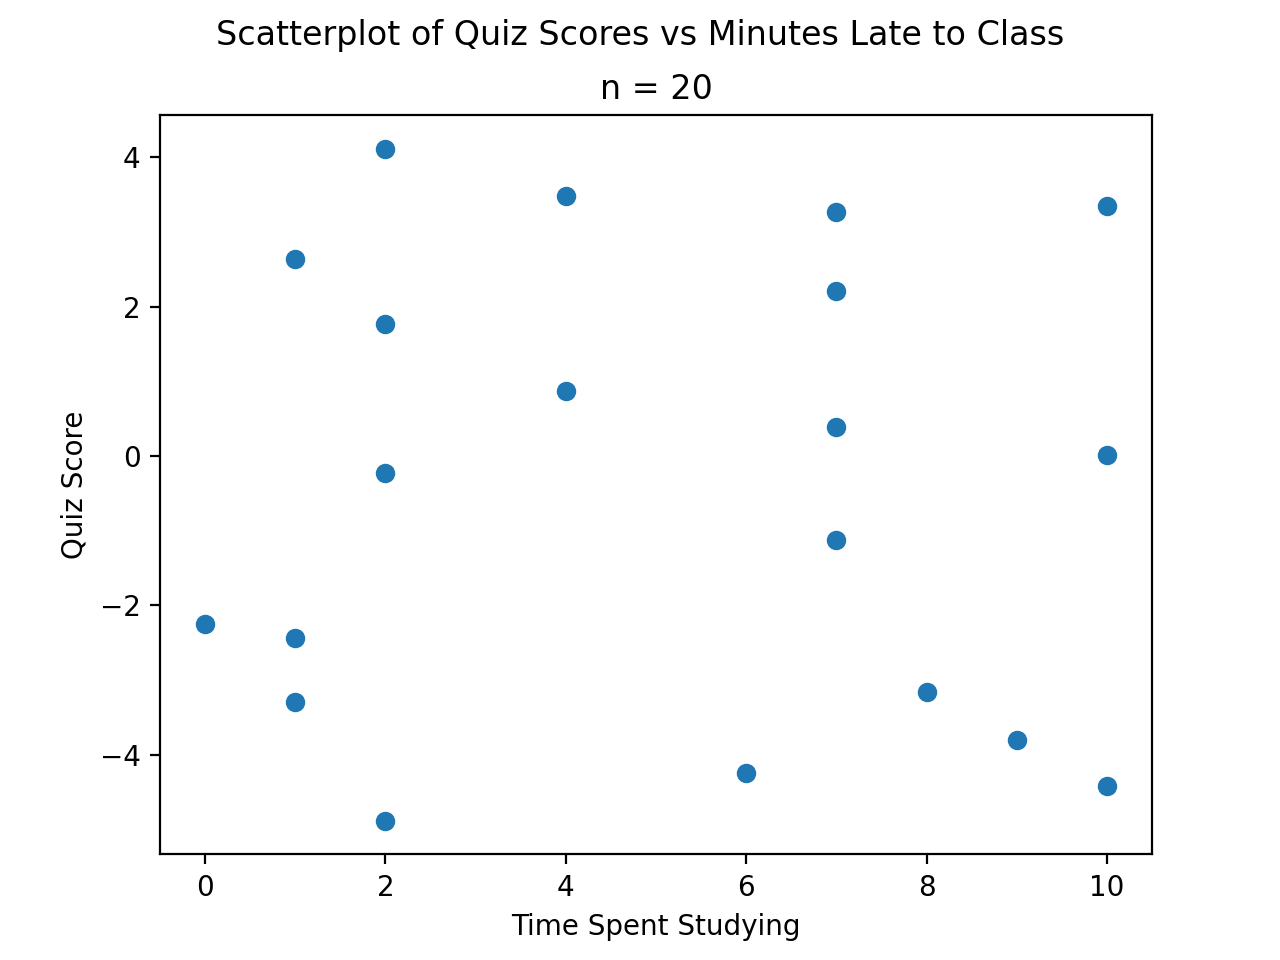 Scatterplot of Quiz Scores vs Minutes Late to Class
n = 20
4
2
0
−2
−4
Quiz Score
0 2 4 6 8 10
Time Spent Studying